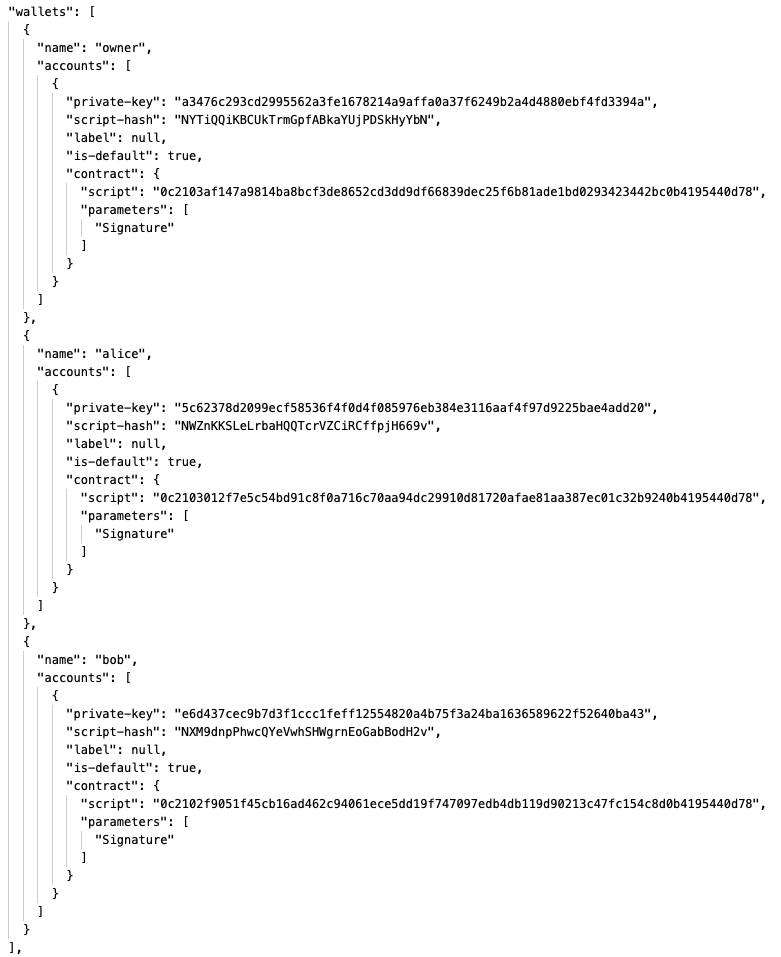 "wallets": [
{
"name": "owner",
"accounts": [
{
"private-key": "a3476c293cd2995562a3fe1678214a9affa0a37f6249b2a4d4880ebf4fd3394a",
"script-hash": "NYTiQQiKBCUkTrmGpfABkaYUjPDSkHyYbN",
"label": null,
"is-default": true,
"contract": {
"script": "0c2103af147a9814ba8bcf3de8652cd3dd9df66839dec25f6b81ade1bd0293423442bc0b4195440d78",
"parameters": [
"Signature"
]
}
}
]
},
{
"name": "alice",
"accounts": [
{
"private-key": "5c62378d2099ecf58536f4f0d4f085976eb384e3116aaf4f97d9225bae4add20",
"script-hash": "NWZnKKSLeLrbaHQQTcrVZCiRCffpjH669v",
"label": null,
"is-default": true,
"contract": {
"script": "0c2103012f7e5c54bd91c8f0a716c70aa94dc29910d81720afae81aa387ec01c32b9240b4195440d78",
"parameters": [
"Signature"
]
}
}
]
},
{
"name": "bob",
"accounts": [
{
"private-key": "e6d437cec9b7d3f1ccc1feff12554820a4b75f3a24ba1636589622f52640ba43",
"script-hash": "NXM9dnpPhwcQYeVwhSHWgrnEoGabBodH2v",
"label": null,
"is-default": true,
"contract": {
"script": "0c2102f9051f45cb16ad462c94061ece5dd19f747097edb4db119d90213c47fc154c8d0b4195440d78",
"parameters": [
"Signature"
]
}
}
]
}
],